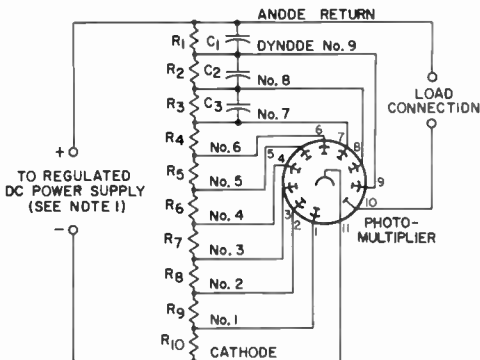 ANODE RETURN
R1
C1
DYNODE No. 9
R2
C2
No. 8
R3
C3
No. 7
LOAD
CONNECTION
R4
No. 6
5
4
6
7
8
+
TO REGULATED
DC POWER SUPPLY
(SEE NOTE 1)
-
R5
No. 5
9
R6
No. 4
3
2
1
11
10
PHOTO-
MULTIPLIER
R7
No. 3
R8
No. 2
R9
No. 1
R10
CATHODE